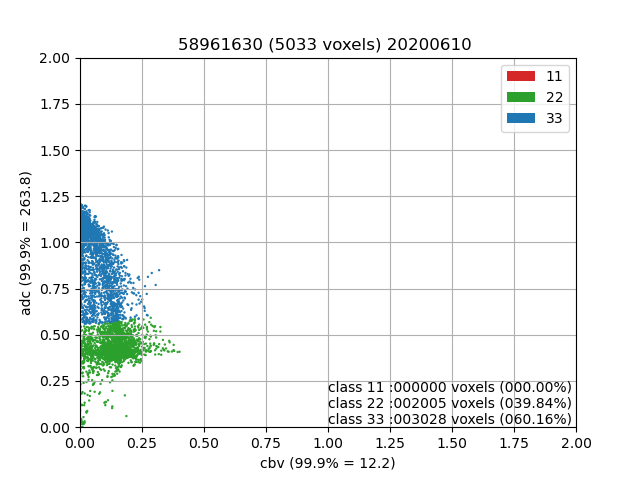 58961630 (5033 voxels) 20200610
2.00
1.75
1.50
1.25
1.00
0.75
0.50
0.25
0.00
adc (99.9% = 263.8)
11
22
33
class 11 :000000 voxels (000.00%)
class 22 :002005 voxels (039.84%)
class 33 :003028 voxels (060.16%)
0.00 0.25 0.50 0.75 1.00 1.25 1.50 1.75 2.00
cbv (99.9% = 12.2)